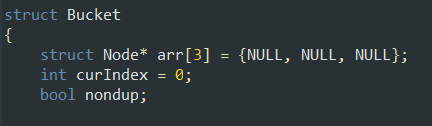 struct Bucket
{
    struct Node* arr[3] = {NULL, NULL, NULL};
    int curIndex = 0;
    bool nondup;